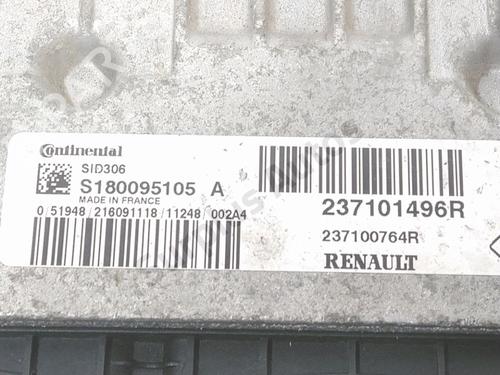 Continental
SID306
S180095105 A
MADE IN FRANCE
0 51948 216091118 11248 002A4
237101496R
237100764R
RENAULT